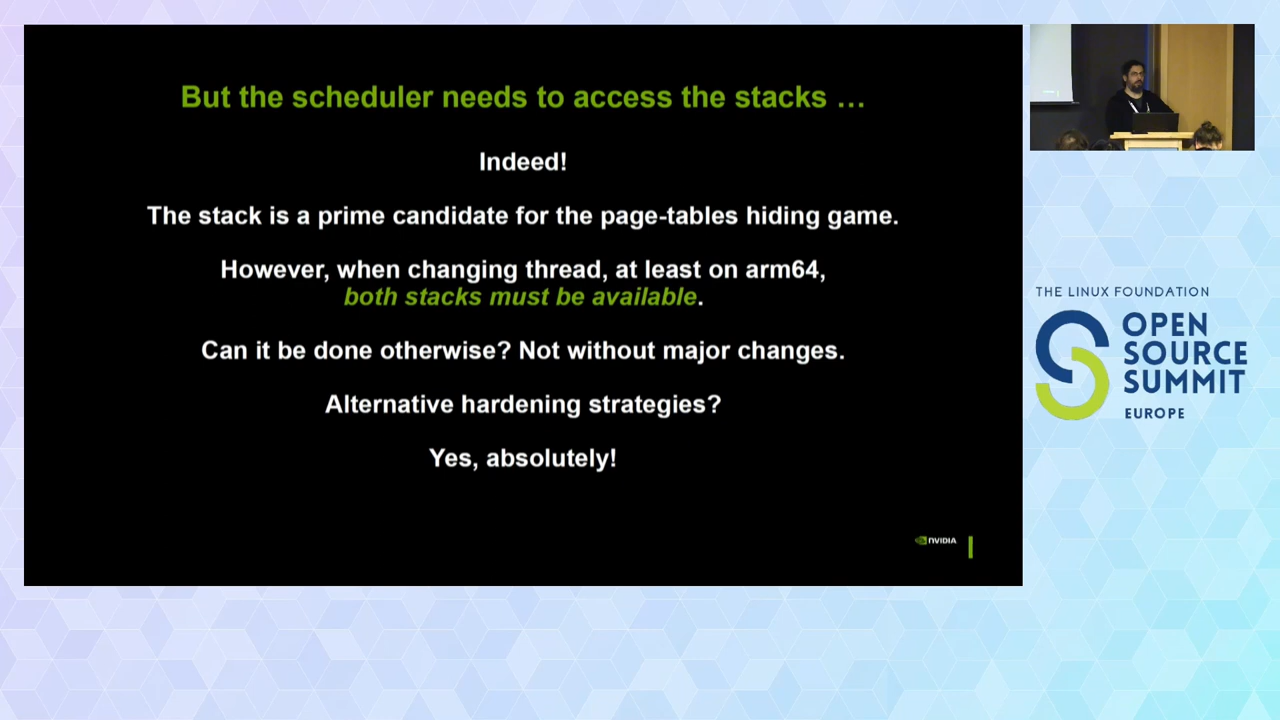 But the scheduler needs to access the stacks …
Indeed!
The stack is a prime candidate for the page-tables hiding game.
However, when changing thread, at least on arm64,
both stacks must be available.
Can it be done otherwise? Not without major changes.
Alternative hardening strategies?
Yes, absolutely!
NVIDIA
THE LINUX FOUNDATION
OPEN
SOURCE
SUMMIT
EUROPE